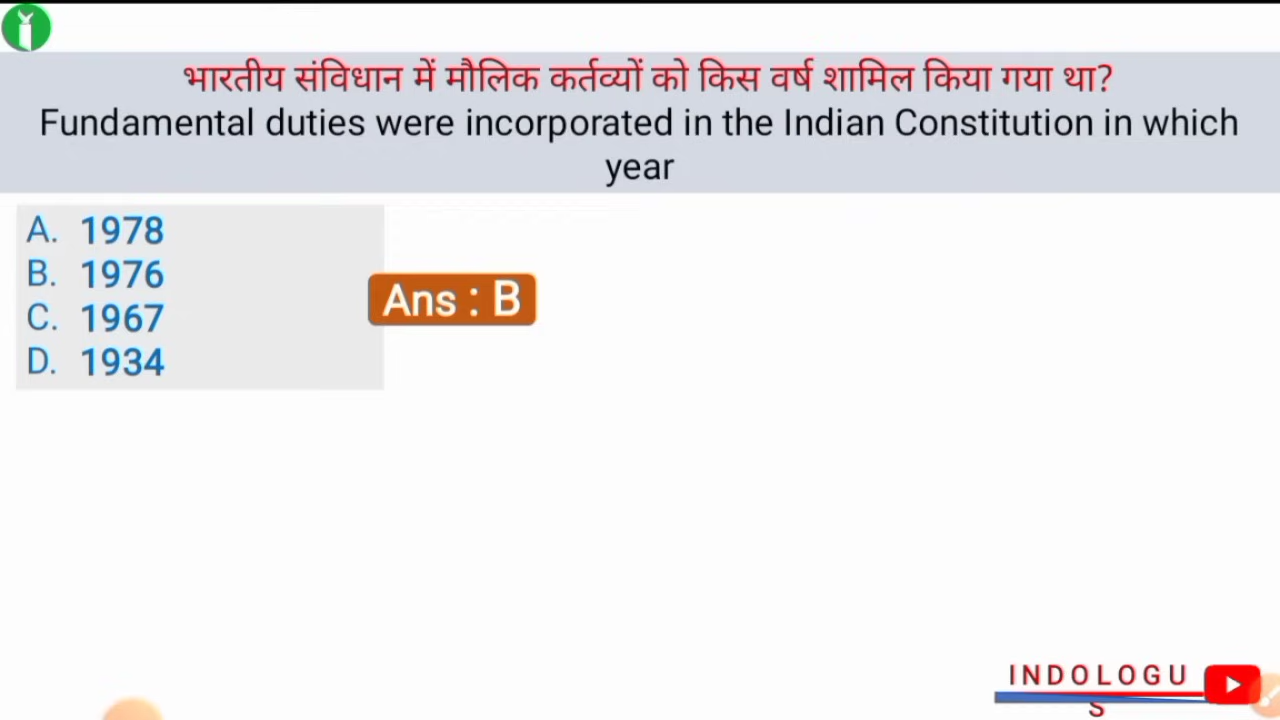 भारतीय संविधान में मौलिक कर्तव्यों को किस वर्ष शामिल किया गया था?
Fundamental duties were incorporated in the Indian Constitution in which
year
A. 1978
B. 1976
C. 1967
D. 1934
Ans : B
INDOLOGU
S